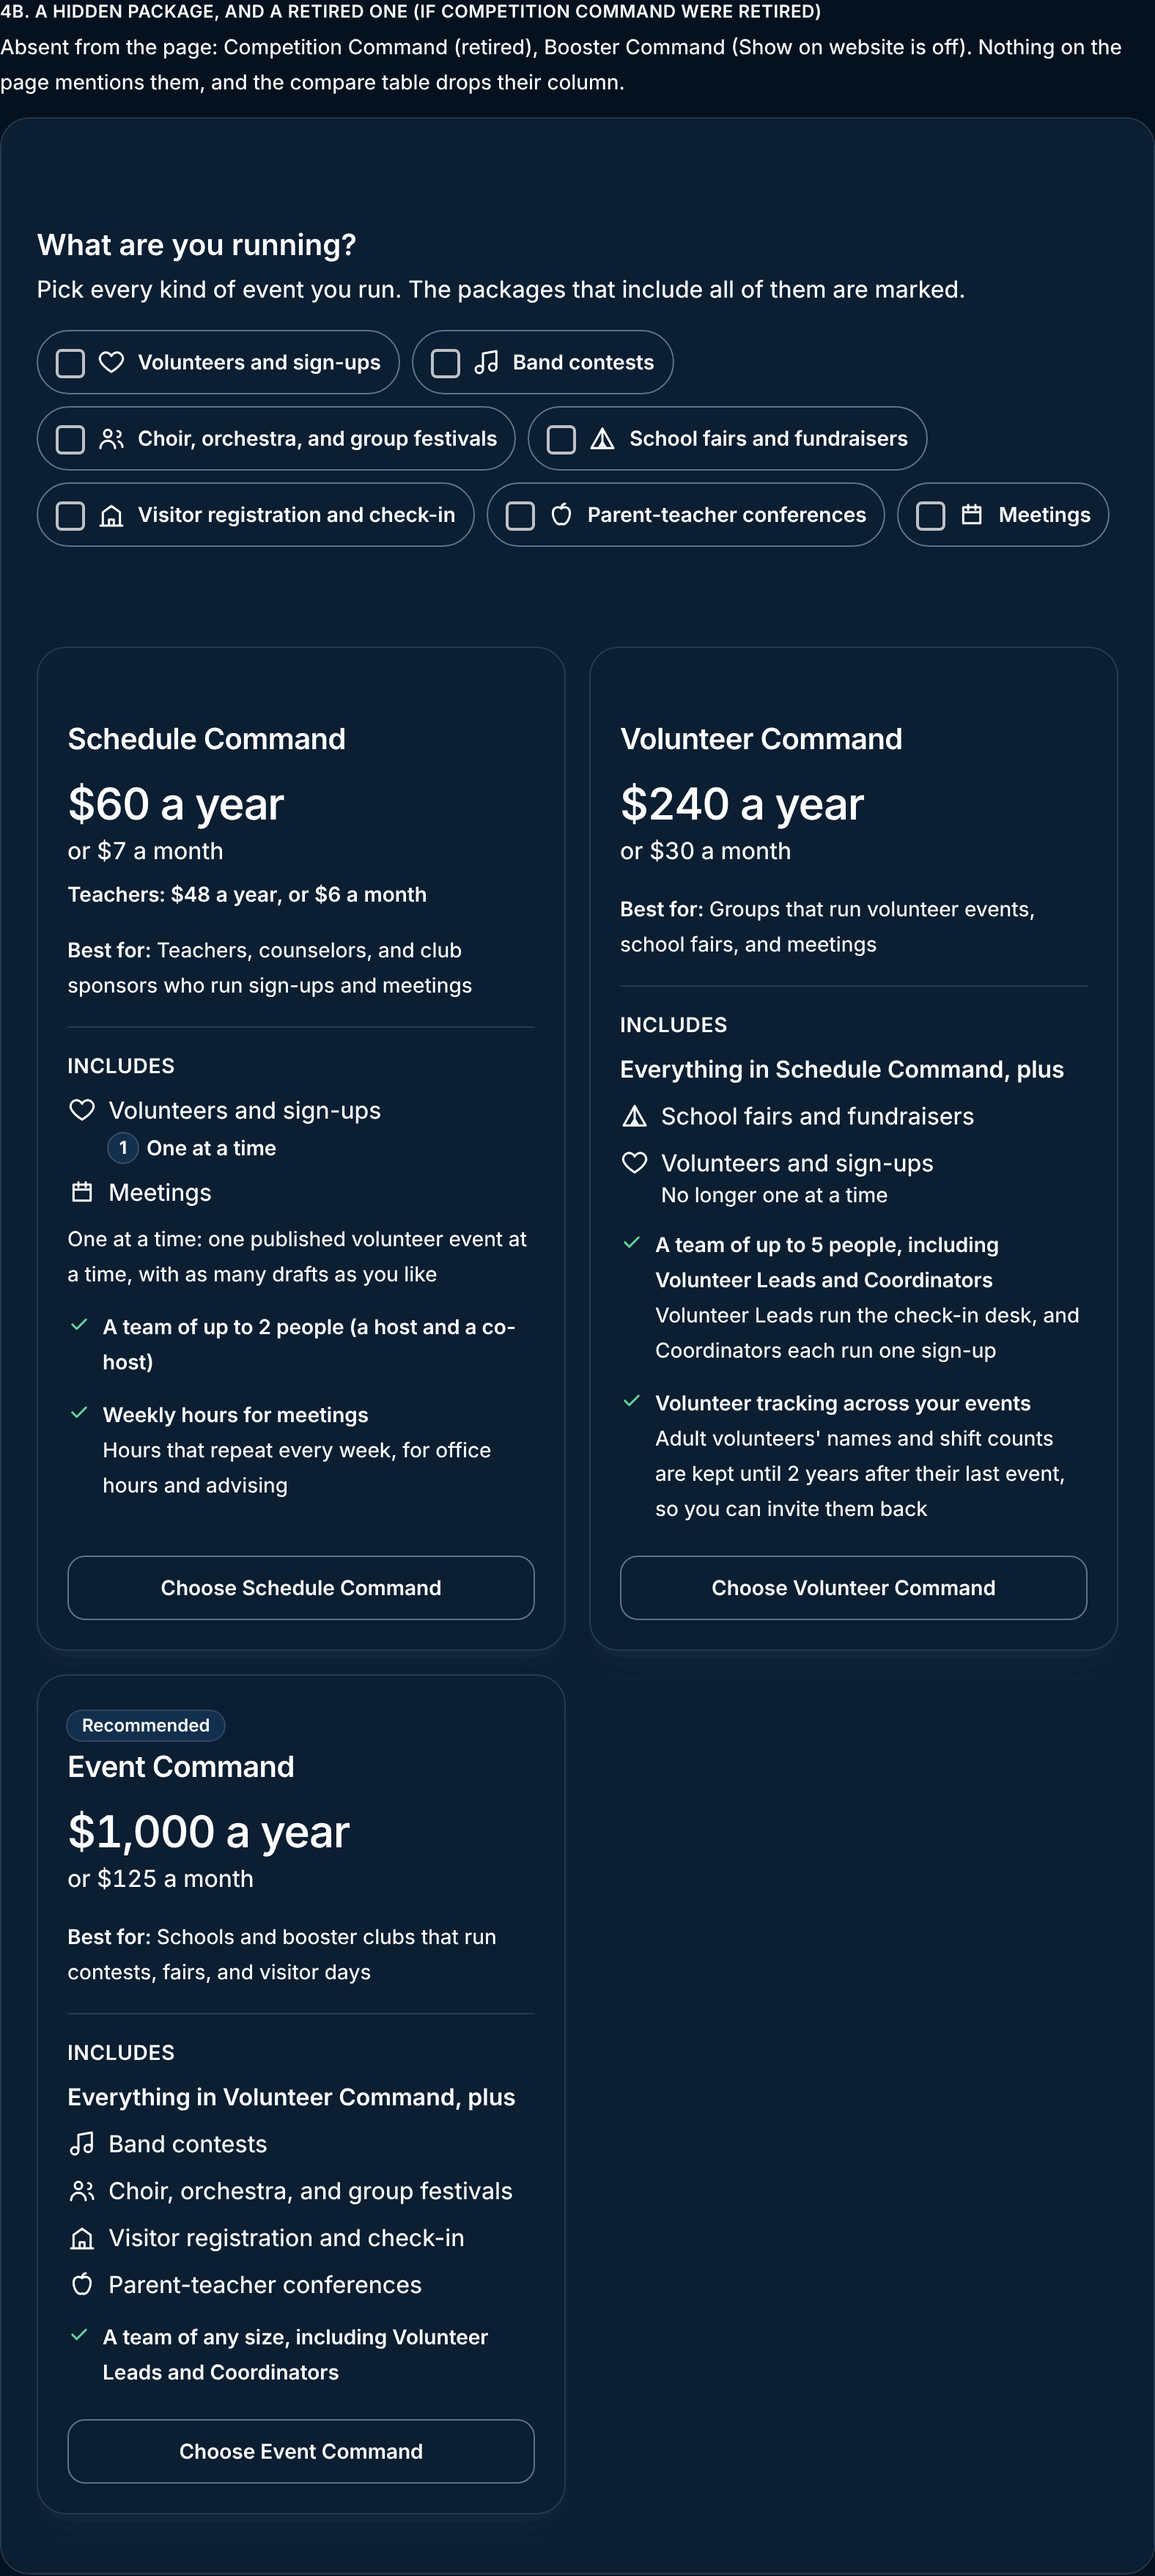 4B. A HIDDEN PACKAGE, AND A RETIRED ONE (IF COMPETITION COMMAND WERE RETIRED)
Absent from the page: Competition Command (retired), Booster Command (Show on website is off). Nothing on the
page mentions them, and the compare table drops their column.
What are you running?
Pick every kind of event you run. The packages that include all of them are marked.
Volunteers and sign-ups
Band contests
Choir, orchestra, and group festivals
School fairs and fundraisers
Visitor registration and check-in
Parent-teacher conferences
Meetings
Schedule Command
$60 a year
or $7 a month
Teachers: $48 a year, or $6 a month
Best for: Teachers, counselors, and club
sponsors who run sign-ups and meetings
INCLUDES
Volunteers and sign-ups
1 One at a time
Meetings
One at a time: one published volunteer event at
a time, with as many drafts as you like
A team of up to 2 people (a host and a co-
host)
Weekly hours for meetings
Hours that repeat every week, for office
hours and advising
Choose Schedule Command
Volunteer Command
$240 a year
or $30 a month
Best for: Groups that run volunteer events,
school fairs, and meetings
INCLUDES
Everything in Schedule Command, plus
School fairs and fundraisers
Volunteers and sign-ups
No longer one at a time
A team of up to 5 people, including
Volunteer Leads and Coordinators
Volunteer Leads run the check-in desk, and
Coordinators each run one sign-up
Volunteer tracking across your events
Adult volunteers' names and shift counts
are kept until 2 years after their last event,
so you can invite them back
Choose Volunteer Command
Recommended
Event Command
$1,000 a year
or $125 a month
Best for: Schools and booster clubs that run
contests, fairs, and visitor days
INCLUDES
Everything in Volunteer Command, plus
Band contests
Choir, orchestra, and group festivals
Visitor registration and check-in
Parent-teacher conferences
A team of any size, including Volunteer
Leads and Coordinators
Choose Event Command